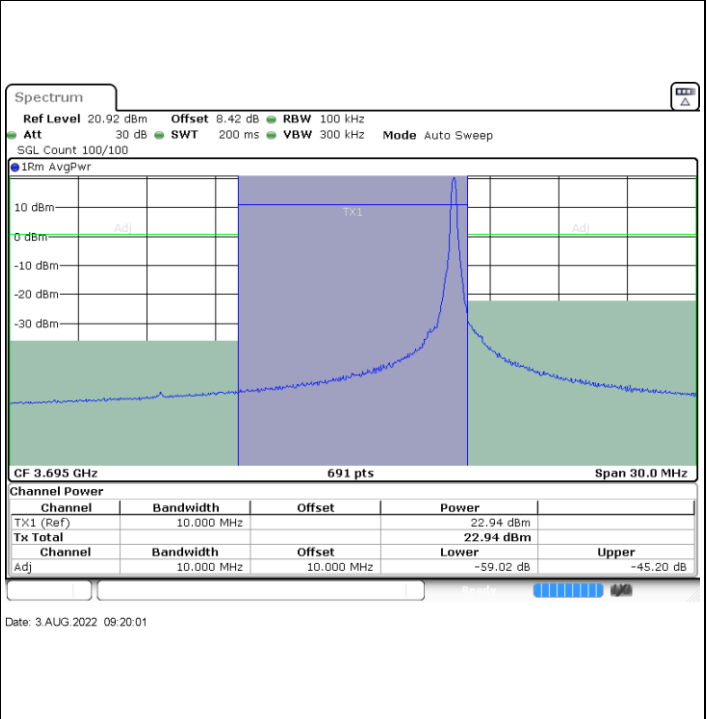 Spectrum
Ref Level 20.92 dBm Offset 8.42 dB RBW 100 kHz
Att 30 dB SWT 200 ms VBW 300 kHz Mode Auto Sweep
SGL Count 100/100
1Rm AvgPwr
10 dBm
TX1
Adj Adj
0 dBm
-10 dBm
-20 dBm
-30 dBm
CF 3.695 GHz 691 pts Span 30.0 MHz
Channel Power
Channel Bandwidth Offset Power
TX1 (Ref) 10.000 MHz 22.94 dBm
Tx Total 22.94 dBm
Channel Bandwidth Offset Lower Upper
Adj 10.000 MHz 10.000 MHz -59.02 dB -45.20 dB
Ready
Date: 3.AUG.2022 09:20:01